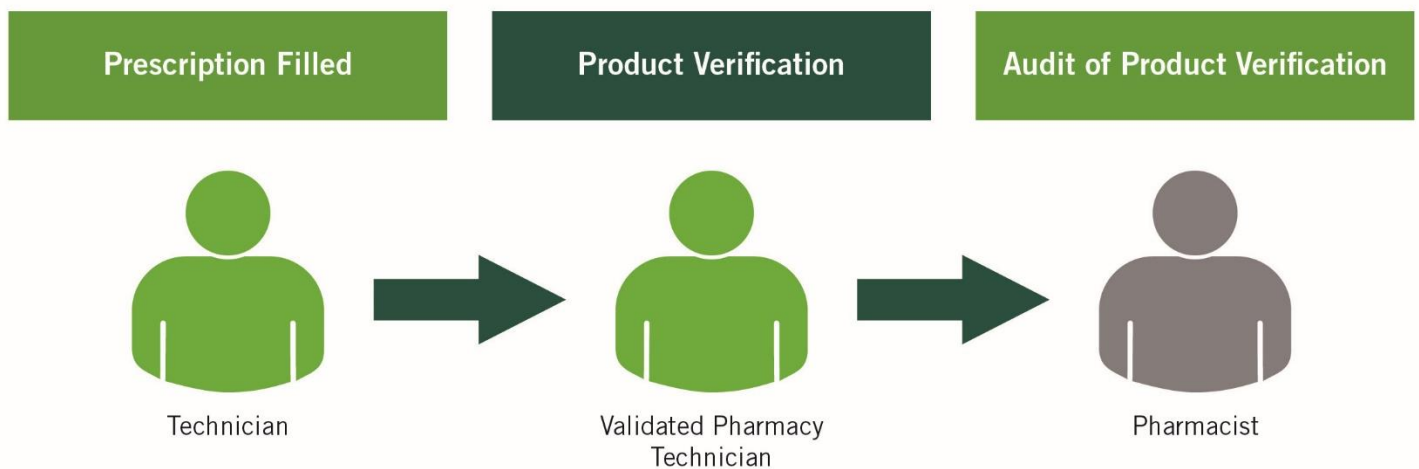 Prescription Filled
Product Verification
Audit of Product Verification
Technician
Validated Pharmacy
Technician
Pharmacist